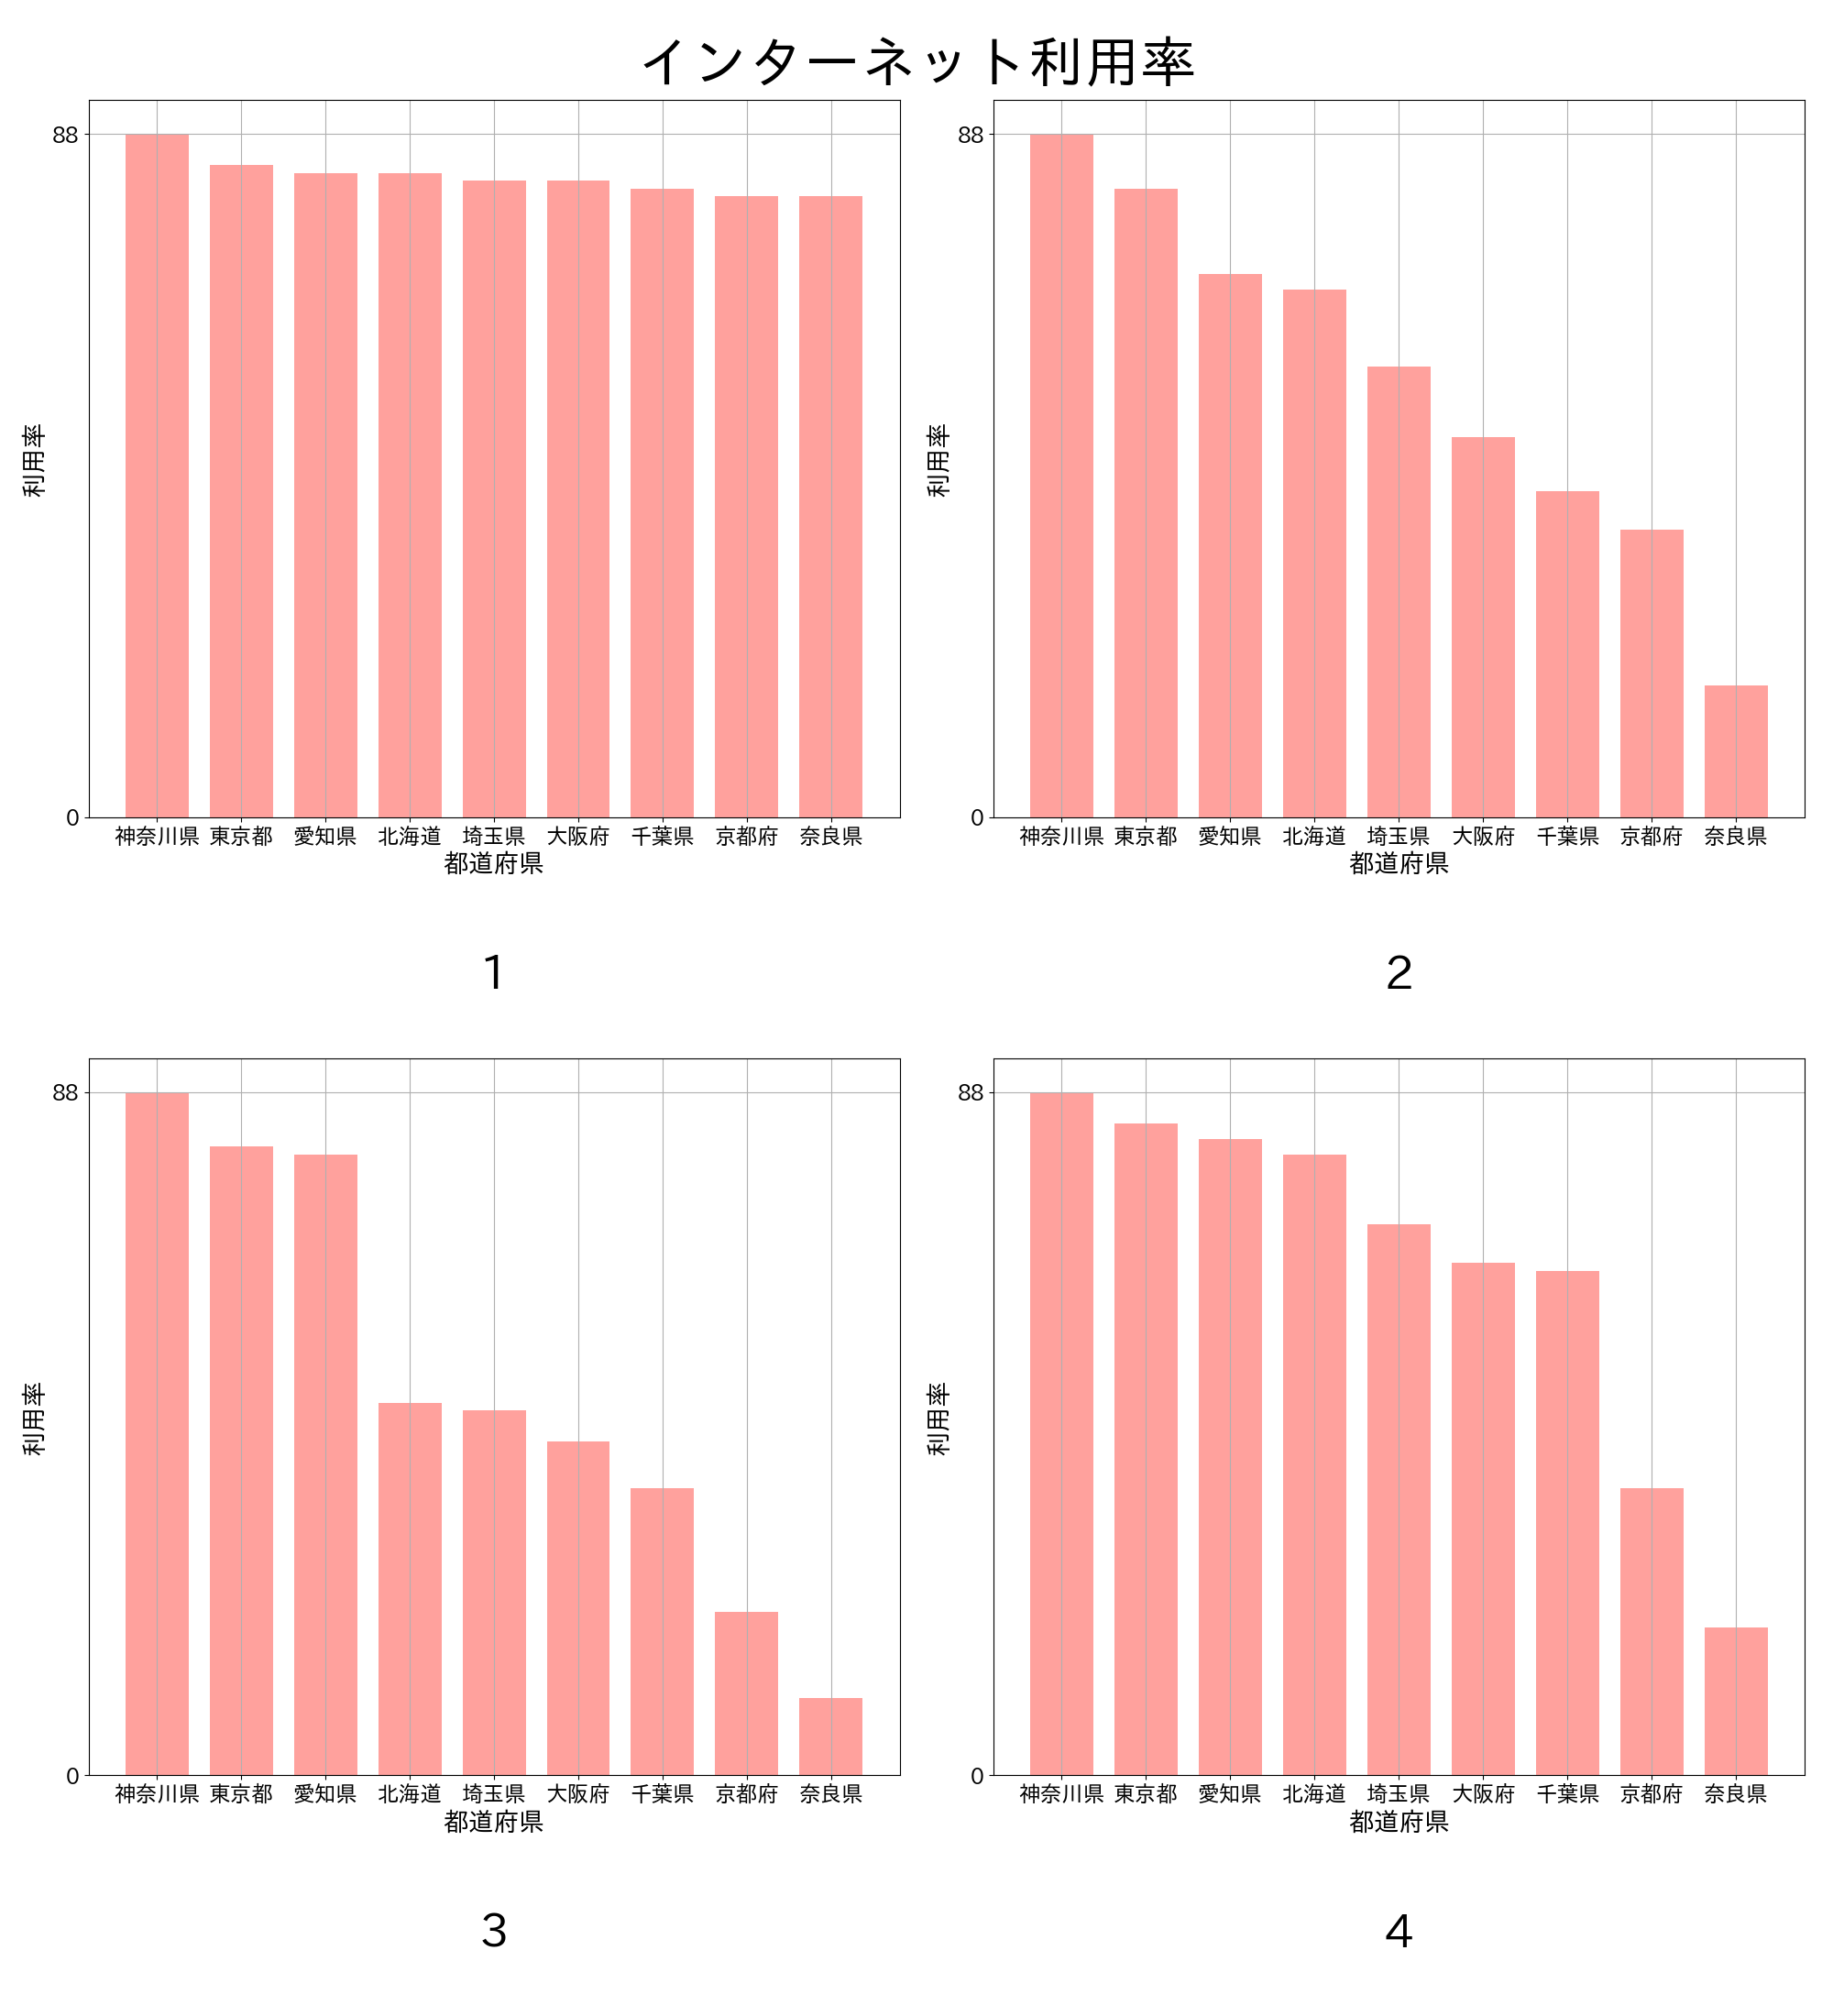 インターネット利用率
88
0
利用率
神奈川県 東京都 愛知県 北海道 埼玉県 大阪府 千葉県 京都府 奈良県
都道府県
1
88
0
利用率
神奈川県 東京都 愛知県 北海道 埼玉県 大阪府 千葉県 京都府 奈良県
都道府県
2
88
0
利用率
神奈川県 東京都 愛知県 北海道 埼玉県 大阪府 千葉県 京都府 奈良県
都道府県
3
88
0
利用率
神奈川県 東京都 愛知県 北海道 埼玉県 大阪府 千葉県 京都府 奈良県
都道府県
4